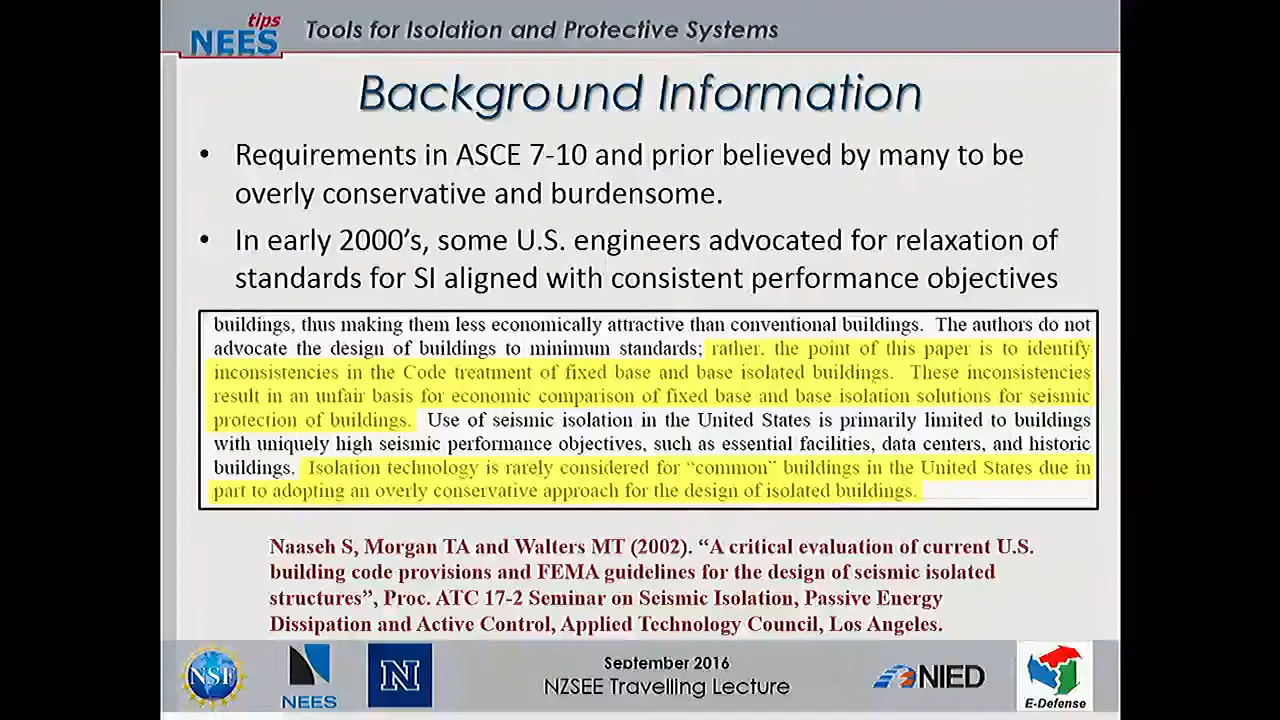 tips
NEES
Tools for Isolation and Protective Systems
Background Information
• Requirements in ASCE 7-10 and prior believed by many to be
overly conservative and burdensome.
• In early 2000's, some U.S. engineers advocated for relaxation of
standards for SI aligned with consistent performance objectives
buildings, thus making them less economically attractive than conventional buildings. The authors do not
advocate the design of buildings to minimum standards; rather, the point of this paper is to identify
inconsistencies in the Code treatment of fixed base and base isolated buildings. These inconsistencies
result in an unfair basis for economic comparison of fixed base and base isolation solutions for seismic
protection of buildings. Use of seismic isolation in the United States is primarily limited to buildings
with uniquely high seismic performance objectives, such as essential facilities, data centers, and historic
buildings. Isolation technology is rarely considered for “common” buildings in the United States due in
part to adopting an overly conservative approach for the design of isolated buildings.
Naaseh S, Morgan TA and Walters MT (2002). “A critical evaluation of current U.S.
building code provisions and FEMA guidelines for the design of seismic isolated
structures”, Proc. ATC 17-2 Seminar on Seismic Isolation, Passive Energy
Dissipation and Active Control, Applied Technology Council, Los Angeles.
NSF
NEES
N
September 2016
NZSEE Travelling Lecture
NIED
E-Defense